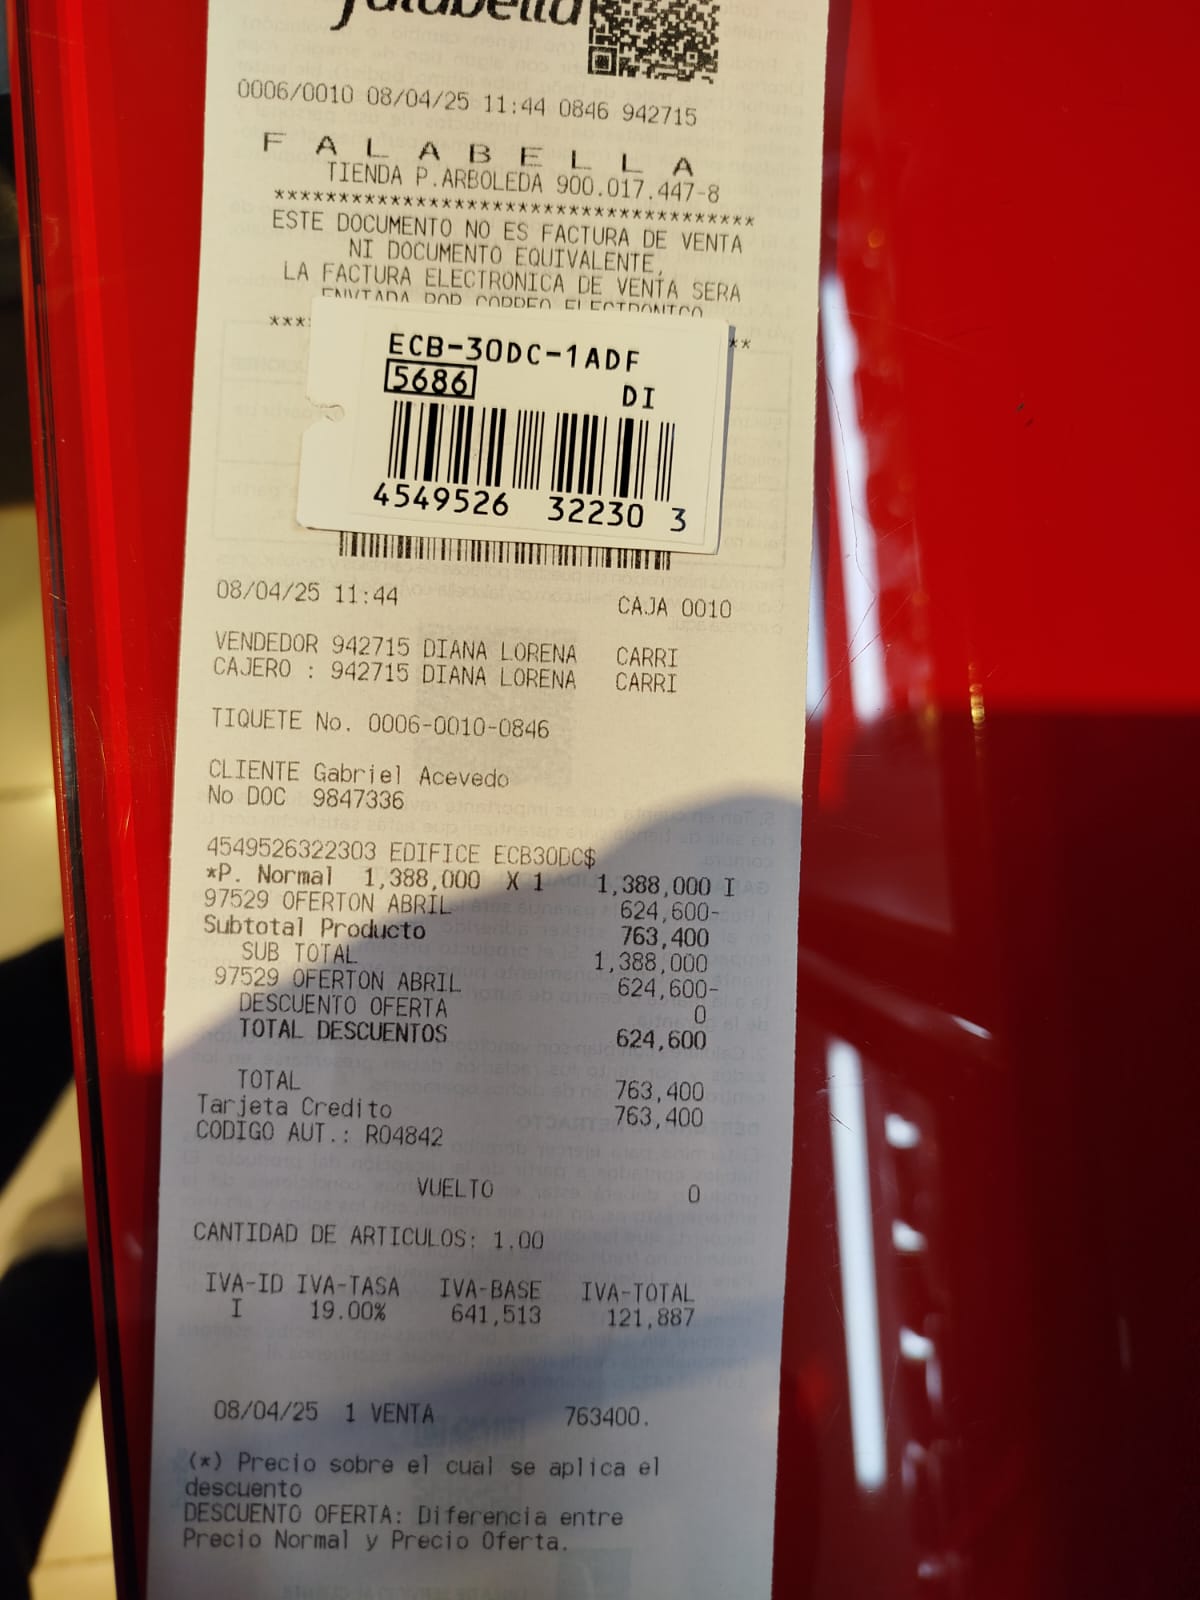 falabella
0006/0010 08/04/25 11:44 0846 942715
F A L A B E L L A
TIENDA P.ARBOLEDA 900.017.447-8
*************************************
ESTE DOCUMENTO NO ES FACTURA DE VENTA
NI DOCUMENTO EQUIVALENTE,
LA FACTURA ELECTRONICA DE VENTA SERA
ENVIADA POR CORREO ELECTRONICO
*** **
ECB-30DC-1ADF
5686 DI
4549526 32230 3
08/04/25 11:44 CAJA 0010
VENDEDOR 942715 DIANA LORENA CARRI
CAJERO : 942715 DIANA LORENA CARRI
TIQUETE No. 0006-0010-0846
CLIENTE Gabriel Acevedo
No DOC 9847336
4549526322303 EDIFICE ECB30DC$
*P. Normal 1,388,000 X 1 1,388,000 I
97529 OFERTON ABRIL 624,600-
Subtotal Producto 763,400
SUB TOTAL 1,388,000
97529 OFERTON ABRIL 624,600-
DESCUENTO OFERTA 0
TOTAL DESCUENTOS 624,600
TOTAL 763,400
Tarjeta Credito 763,400
CODIGO AUT.: R04842
VUELTO 0
CANTIDAD DE ARTICULOS: 1.00
IVA-ID IVA-TASA IVA-BASE IVA-TOTAL
I 19.00% 641,513 121,887
08/04/25 1 VENTA 763400.
(*) Precio sobre el cual se aplica el
descuento
DESCUENTO OFERTA: Diferencia entre
Precio Normal y Precio Oferta.